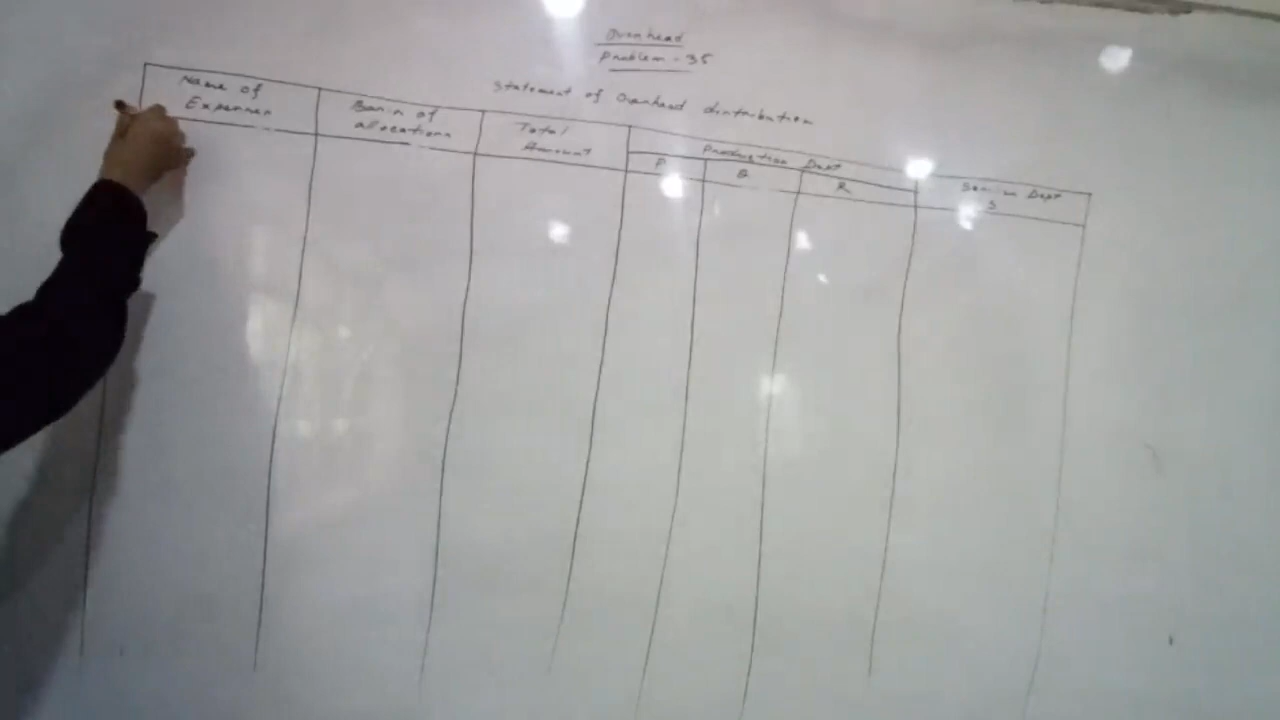 Overhead
Problem - 35
Statement of Overhead distribution
Name of
Expenses
Basis of
allocations
Total
Amount
Production Dept
P
Q
R
Service Dept
S